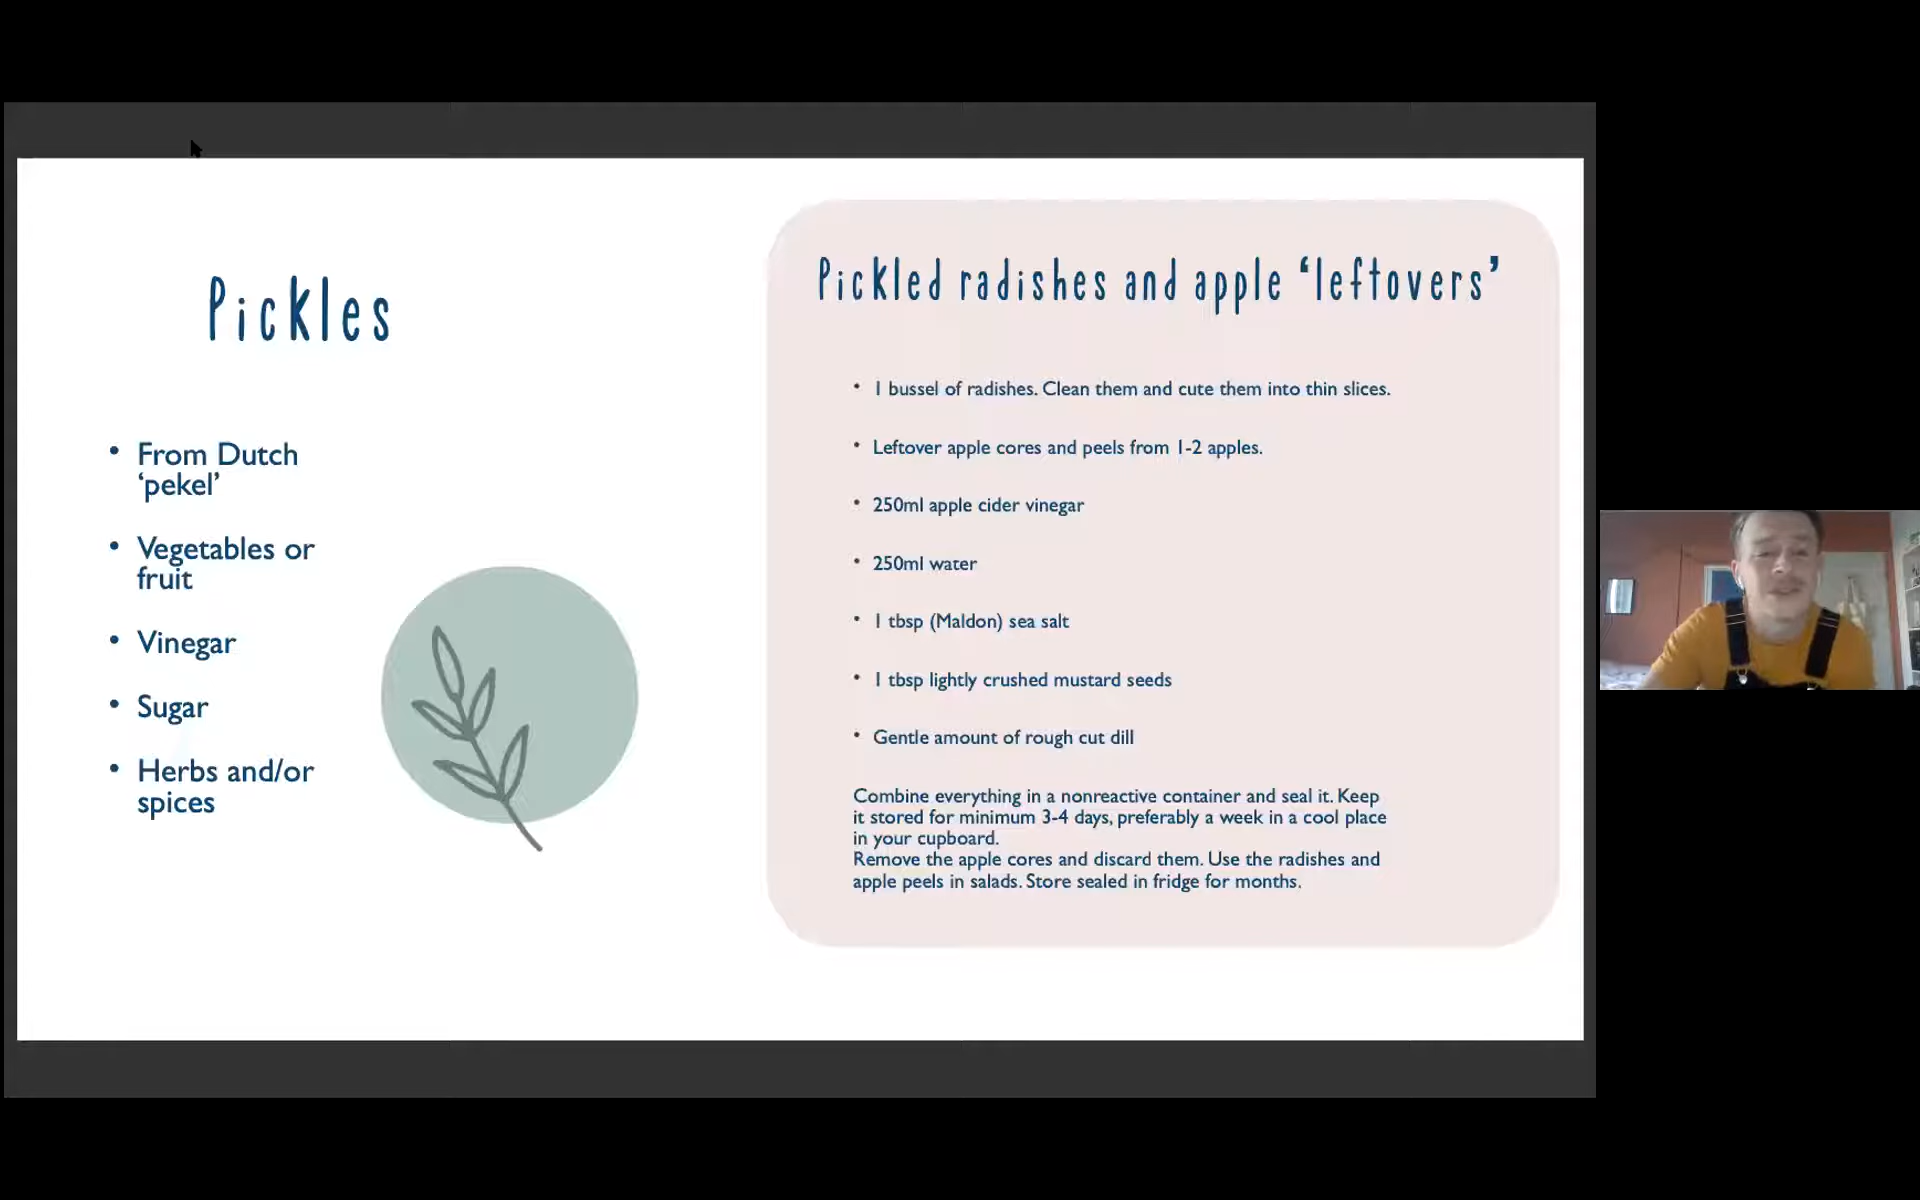 Pickles
• From Dutch
‘pekel’
• Vegetables or
fruit
• Vinegar
• Sugar
• Herbs and/or
spices
Pickled radishes and apple ‘leftovers’
• 1 bussel of radishes. Clean them and cute them into thin slices.
• Leftover apple cores and peels from 1-2 apples.
• 250ml apple cider vinegar
• 250ml water
• 1 tbsp (Maldon) sea salt
• 1 tbsp lightly crushed mustard seeds
• Gentle amount of rough cut dill
Combine everything in a nonreactive container and seal it. Keep
it stored for minimum 3-4 days, preferably a week in a cool place
in your cupboard.
Remove the apple cores and discard them. Use the radishes and
apple peels in salads. Store sealed in fridge for months.